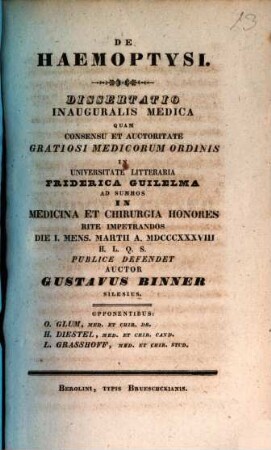 23
DE
HAEMOPTYSI.
DISSERTATIO
INAUGURALIS MEDICA
QUAM
CONSENSU ET AUCTORITATE
GRATIOSI MEDICORUM ORDINIS
IN
UNIVERSITATE LITTERARIA
FRIDERICA GUILELMA
AD SUMMOS
IN
MEDICINA ET CHIRURGIA HONORES
RITE IMPETRANDOS
DIE I. MENS. MARTII A. MDCCCXXXVIII
H. L. Q. S.
PUBLICE DEFENDET
AUCTOR
GUSTAVUS BINNER
SILESIUS.
OPPONENTIBUS:
O. GLUM, MED. ET CHIR. DR.
H. DIESTEL, MED. ET CHIR. CAND.
L. GRASSHOFF, MED. ET CHIR. STUD.
BEROLINI, TYPIS BRUESCHCKIANIS.